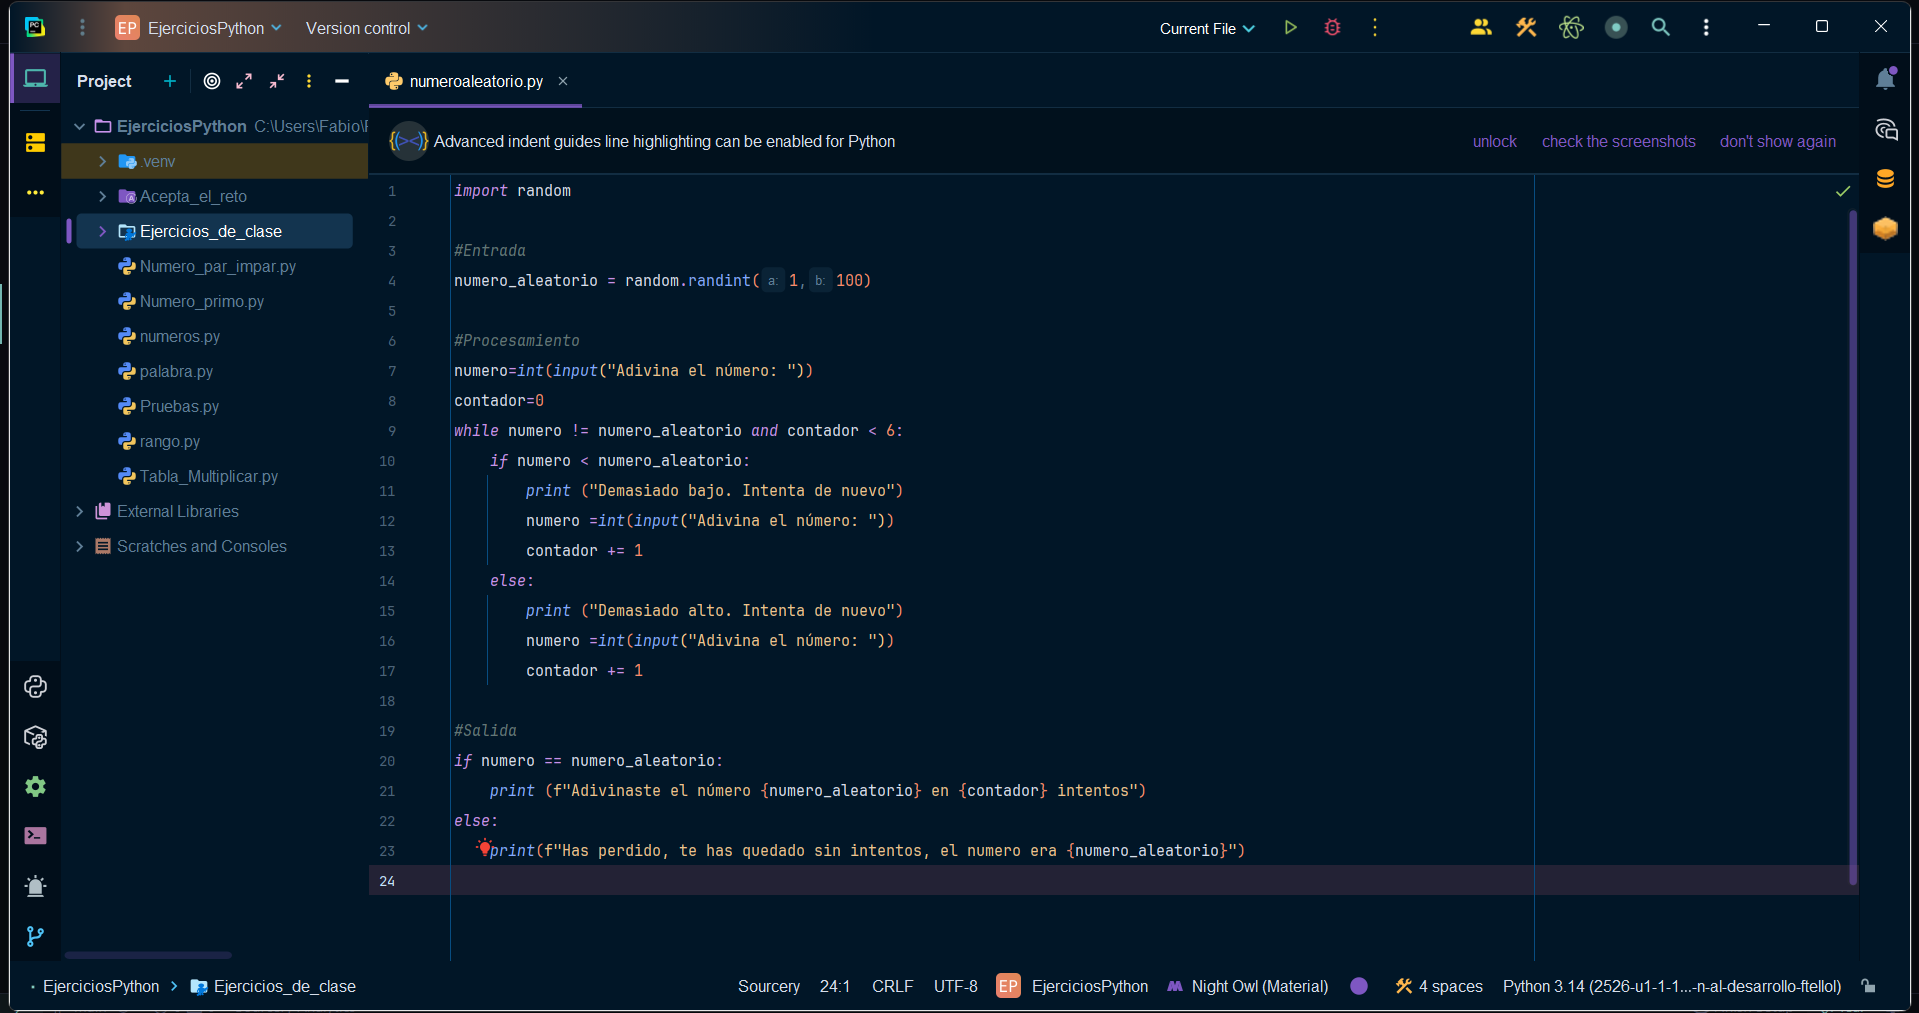 PC
EP EjerciciosPython Version control Current File
Project
numeroaleatorio.py
EjerciciosPython C:\Users\Fabio\
.venv
Acepta_el_reto
Ejercicios_de_clase
Numero_par_impar.py
Numero_primo.py
numeros.py
palabra.py
Pruebas.py
rango.py
Tabla_Multiplicar.py
External Libraries
Scratches and Consoles
Advanced indent guides line highlighting can be enabled for Python unlock check the screenshots don't show again
1 import random
2
3 #Entrada
4 numero_aleatorio = random.randint( a: 1, b: 100)
5
6 #Procesamiento
7 numero=int(input("Adivina el número: "))
8 contador=0
9 while numero != numero_aleatorio and contador < 6:
10 if numero < numero_aleatorio:
11 print ("Demasiado bajo. Intenta de nuevo")
12 numero =int(input("Adivina el número: "))
13 contador += 1
14 else:
15 print ("Demasiado alto. Intenta de nuevo")
16 numero =int(input("Adivina el número: "))
17 contador += 1
18
19 #Salida
20 if numero == numero_aleatorio:
21 print (f"Adivinaste el número {numero_aleatorio} en {contador} intentos")
22 else:
23 print(f"Has perdido, te has quedado sin intentos, el numero era {numero_aleatorio}")
24
EjerciciosPython > Ejercicios_de_clase Sourcery 24:1 CRLF UTF-8 EP EjerciciosPython Night Owl (Material) 4 spaces Python 3.14 (2526-u1-1-1...-n-al-desarrollo-ftellol)